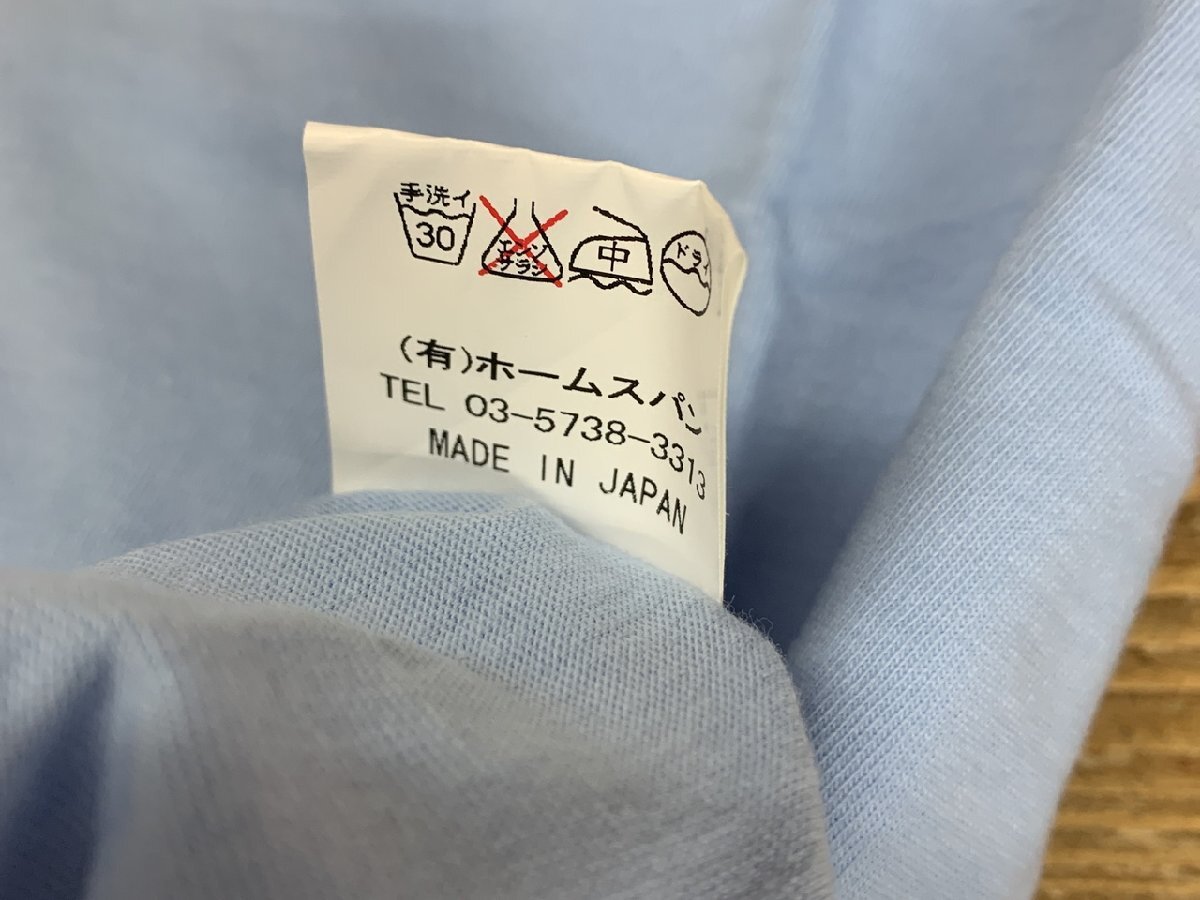 手洗イ
30
エンソ
サラシ
中
ドライ
(有)ホームスパン
TEL 03-5738-3313
MADE IN JAPAN